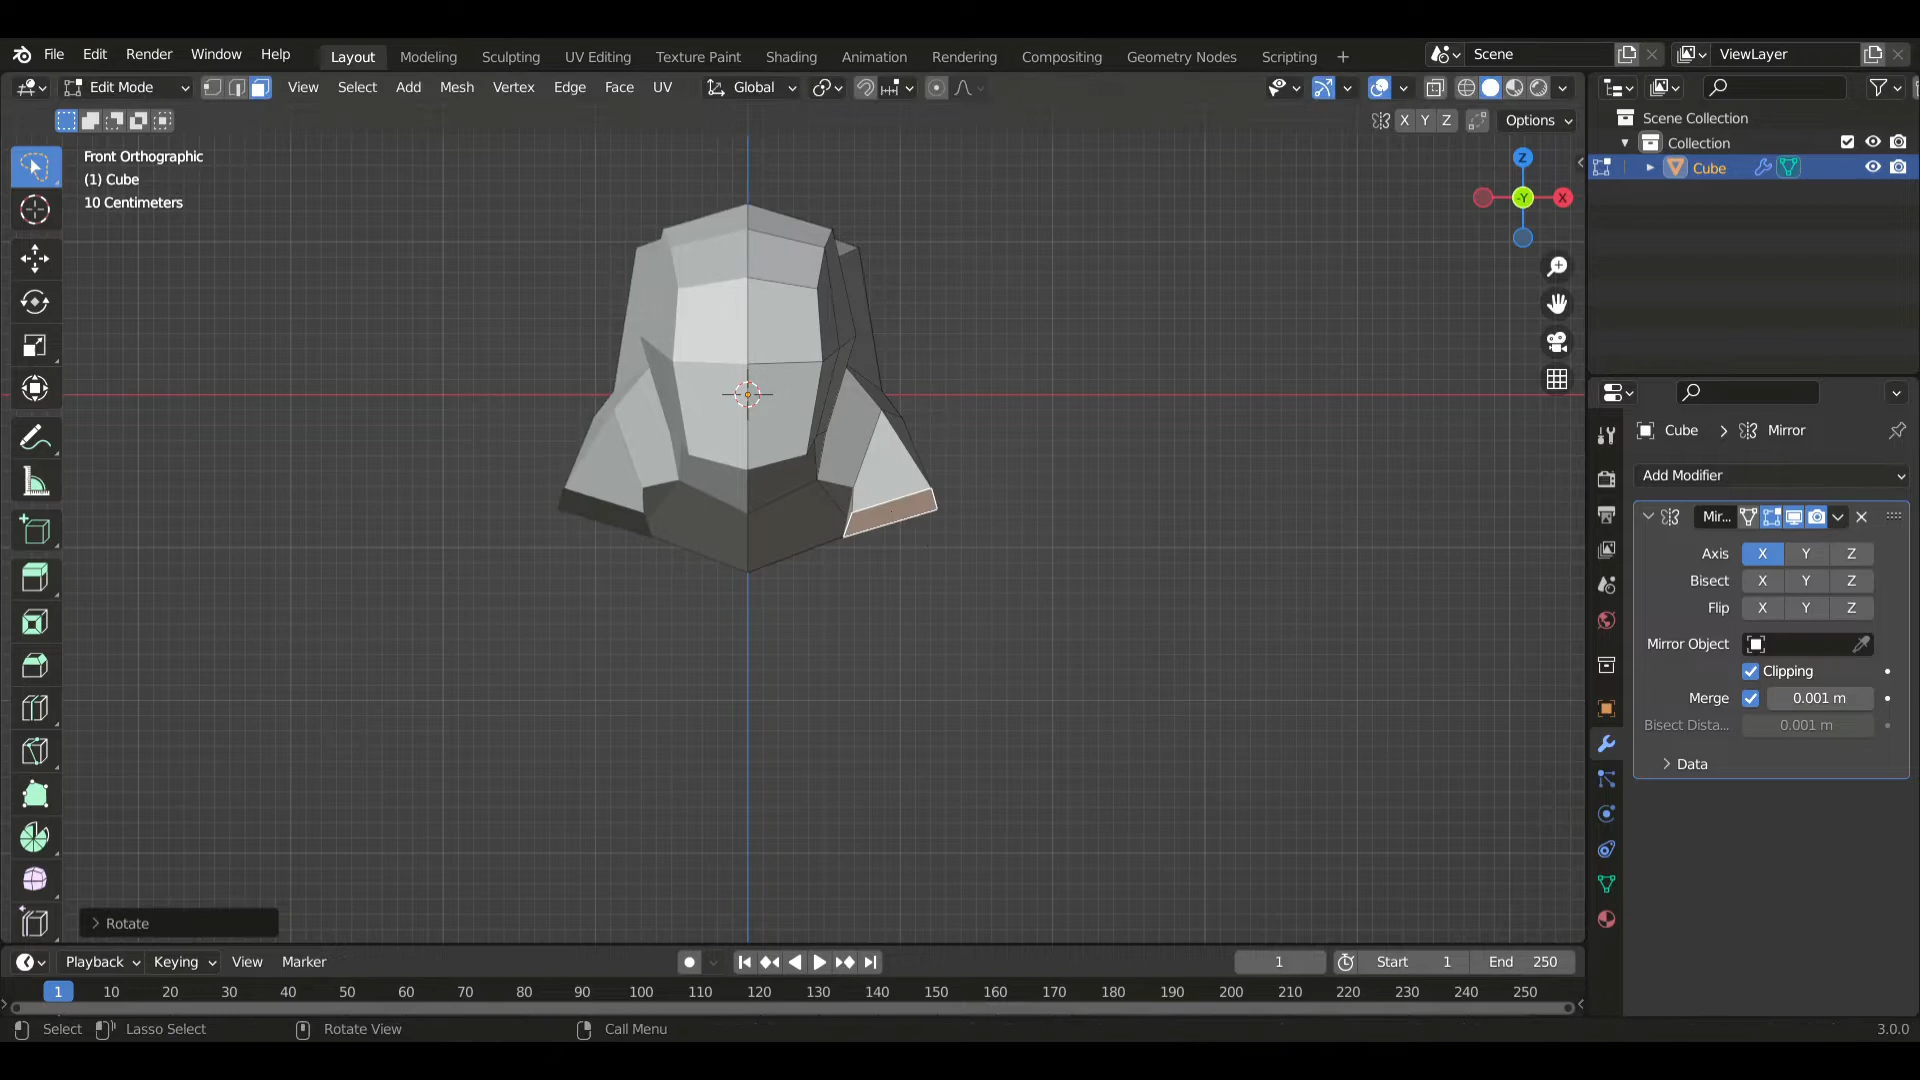 File Edit Render Window Help Layout Modeling Sculpting UV Editing Texture Paint Shading Animation Rendering Compositing Geometry Nodes Scripting + Scene ViewLayer
Edit Mode View Select Add Mesh Vertex Edge Face UV Global
X Y Z Options
Scene Collection
Collection
Cube
Front Orthographic
(1) Cube
10 Centimeters
Z
-Y
X
Cube > Mirror
Add Modifier
Mir...
Axis X Y Z
Bisect X Y Z
Flip X Y Z
Mirror Object
Clipping
Merge 0.001 m
Bisect Dista... 0.001 m
Data
Rotate
Playback Keying View Marker 1 Start 1 End 250
1 10 20 30 40 50 60 70 80 90 100 110 120 130 140 150 160 170 180 190 200 210 220 230 240 250
Select Lasso Select Rotate View Call Menu 3.0.0